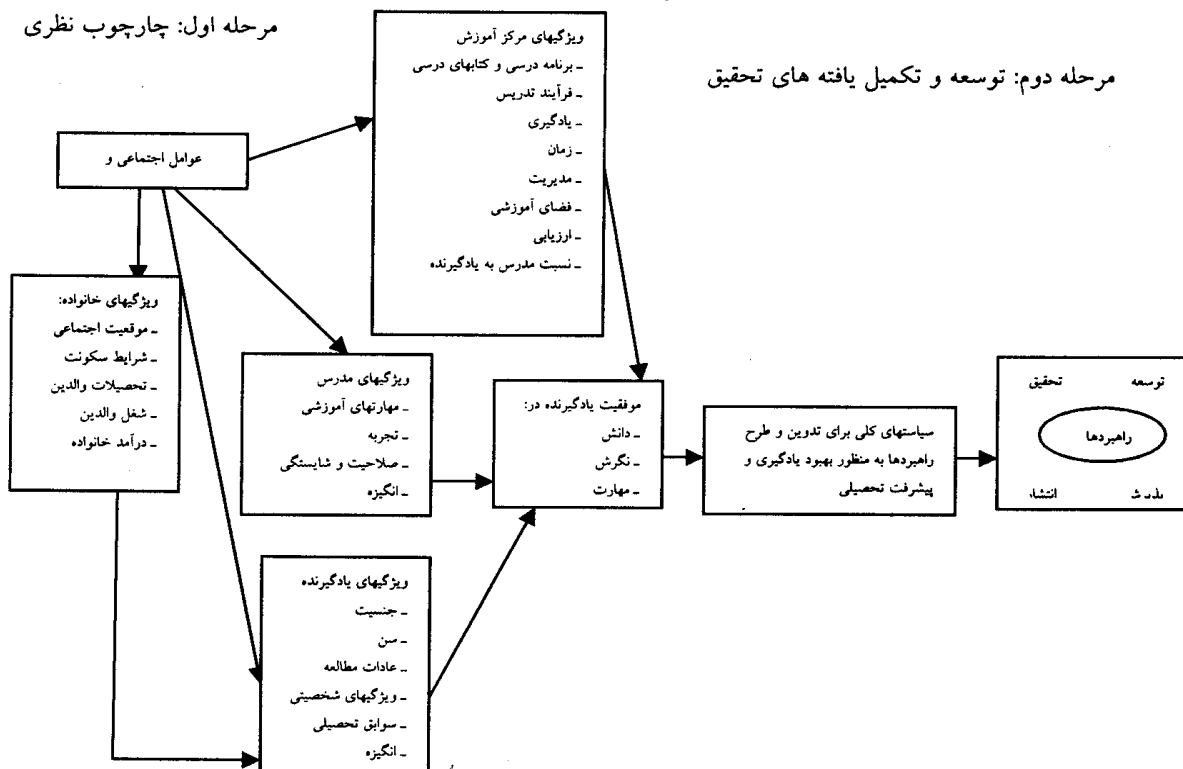 مرحله اول: چارچوب نظری
مرحله دوم: توسعه و تکمیل یافته های تحقیق
ویژگیهای مرکز آموزش
ـ برنامه درسی و کتابهای درسی
ـ فرآیند تدریس
ـ یادگیری
ـ زمان
ـ مدیریت
ـ فضای آموزشی
ـ ارزیابی
ـ نسبت مدرس به یادگیرنده
عوامل اجتماعی و
ویژگیهای خانواده:
ـ موقعیت اجتماعی
ـ شرایط سکونت
ـ تحصیلات والدین
ـ شغل والدین
ـ درآمد خانواده
ویژگیهای مدرس
ـ مهارتهای آموزشی
ـ تجربه
ـ صلاحیت و شایستگی
ـ انگیزه
ویژگیهای یادگیرنده
ـ جنسیت
ـ سن
ـ عادات مطالعه
ـ ویژگیهای شخصیتی
ـ سوابق تحصیلی
ـ انگیزه
موفقیت یادگیرنده در:
ـ دانش
ـ نگرش
ـ مهارت
سیاستهای کلی برای تدوین و طرح
راهبردها به منظور بهبود یادگیری و
پیشرفت تحصیلی
توسعه تحقیق
راهبردها